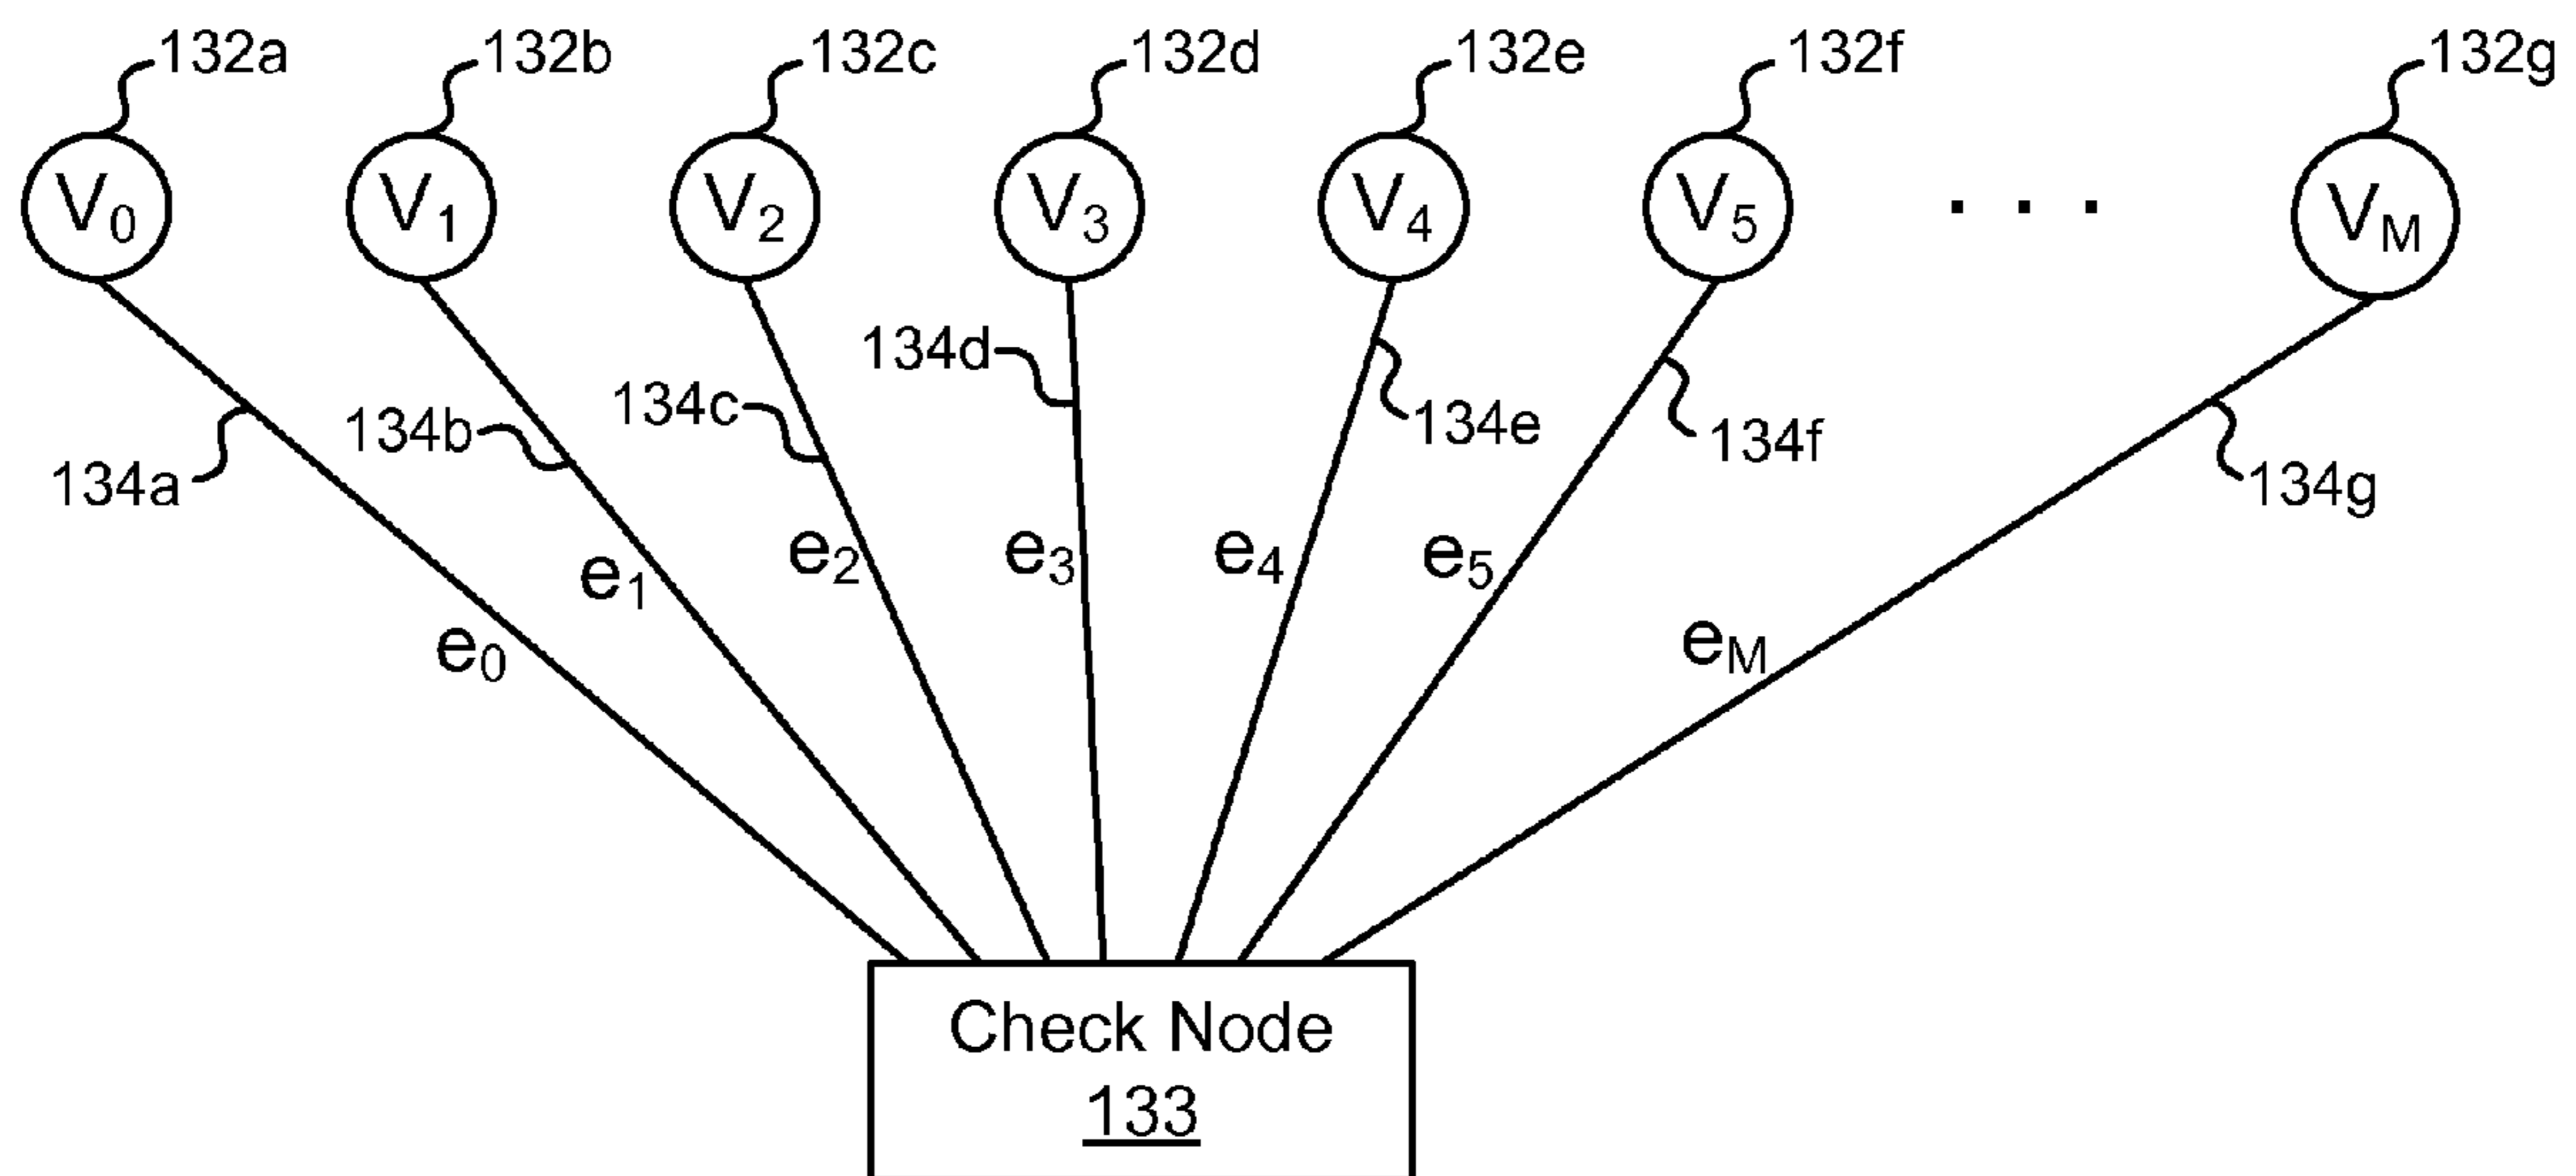 132a 132b 132c 132d 132e 132f 132g
V0 V1 V2 V3 V4 V5 . . . VM
134a 134b 134c 134d 134e 134f 134g
e0 e1 e2 e3 e4 e5 eM
Check Node
133